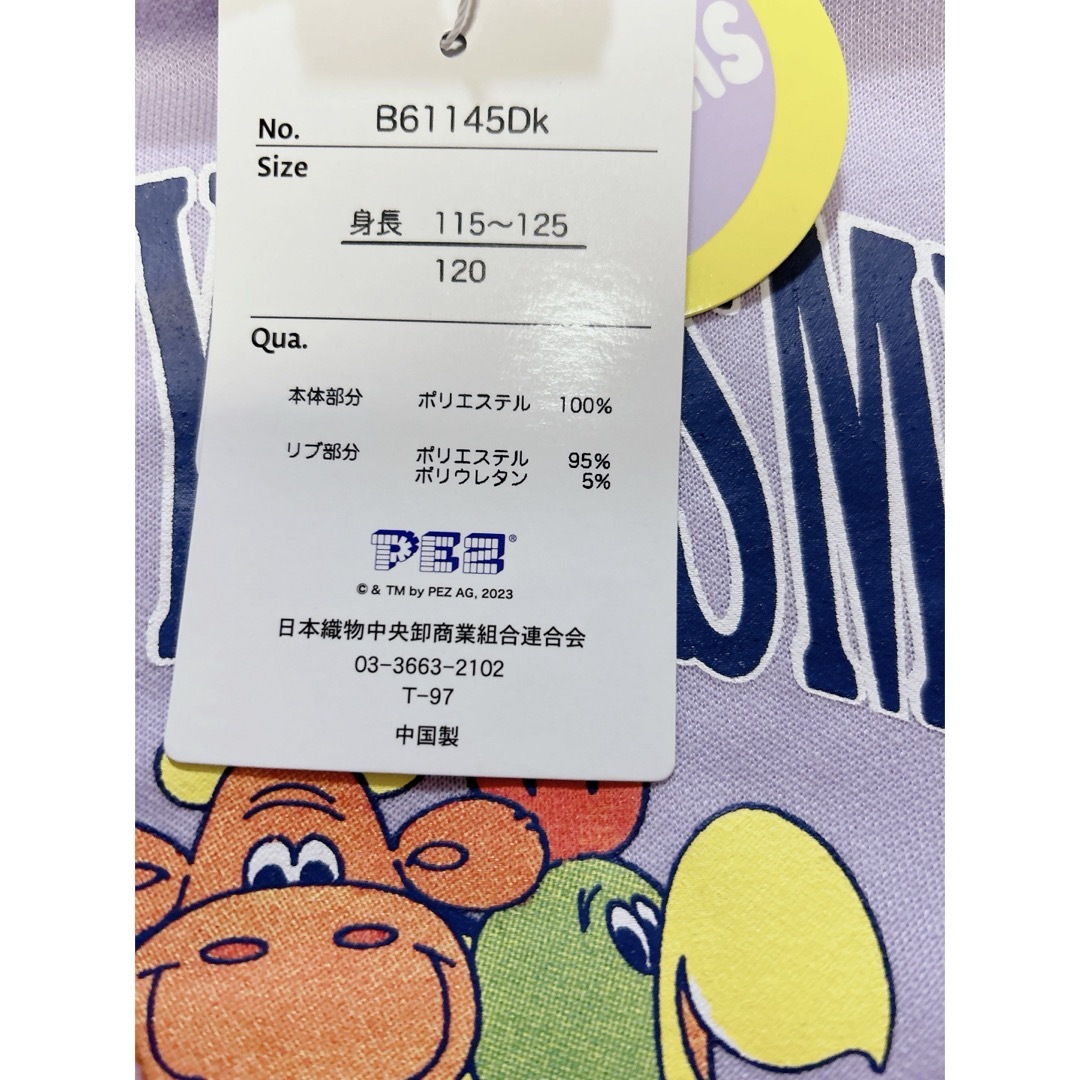 No. B61145Dk
Size
身長 115〜125
120
Qua.
本体部分 ポリエステル 100%
リブ部分 ポリエステル 95%
ポリウレタン 5%
PEZ®
© & TM by PEZ AG, 2023
日本織物中央卸商業組合連合会
03-3663-2102
T-97
中国製